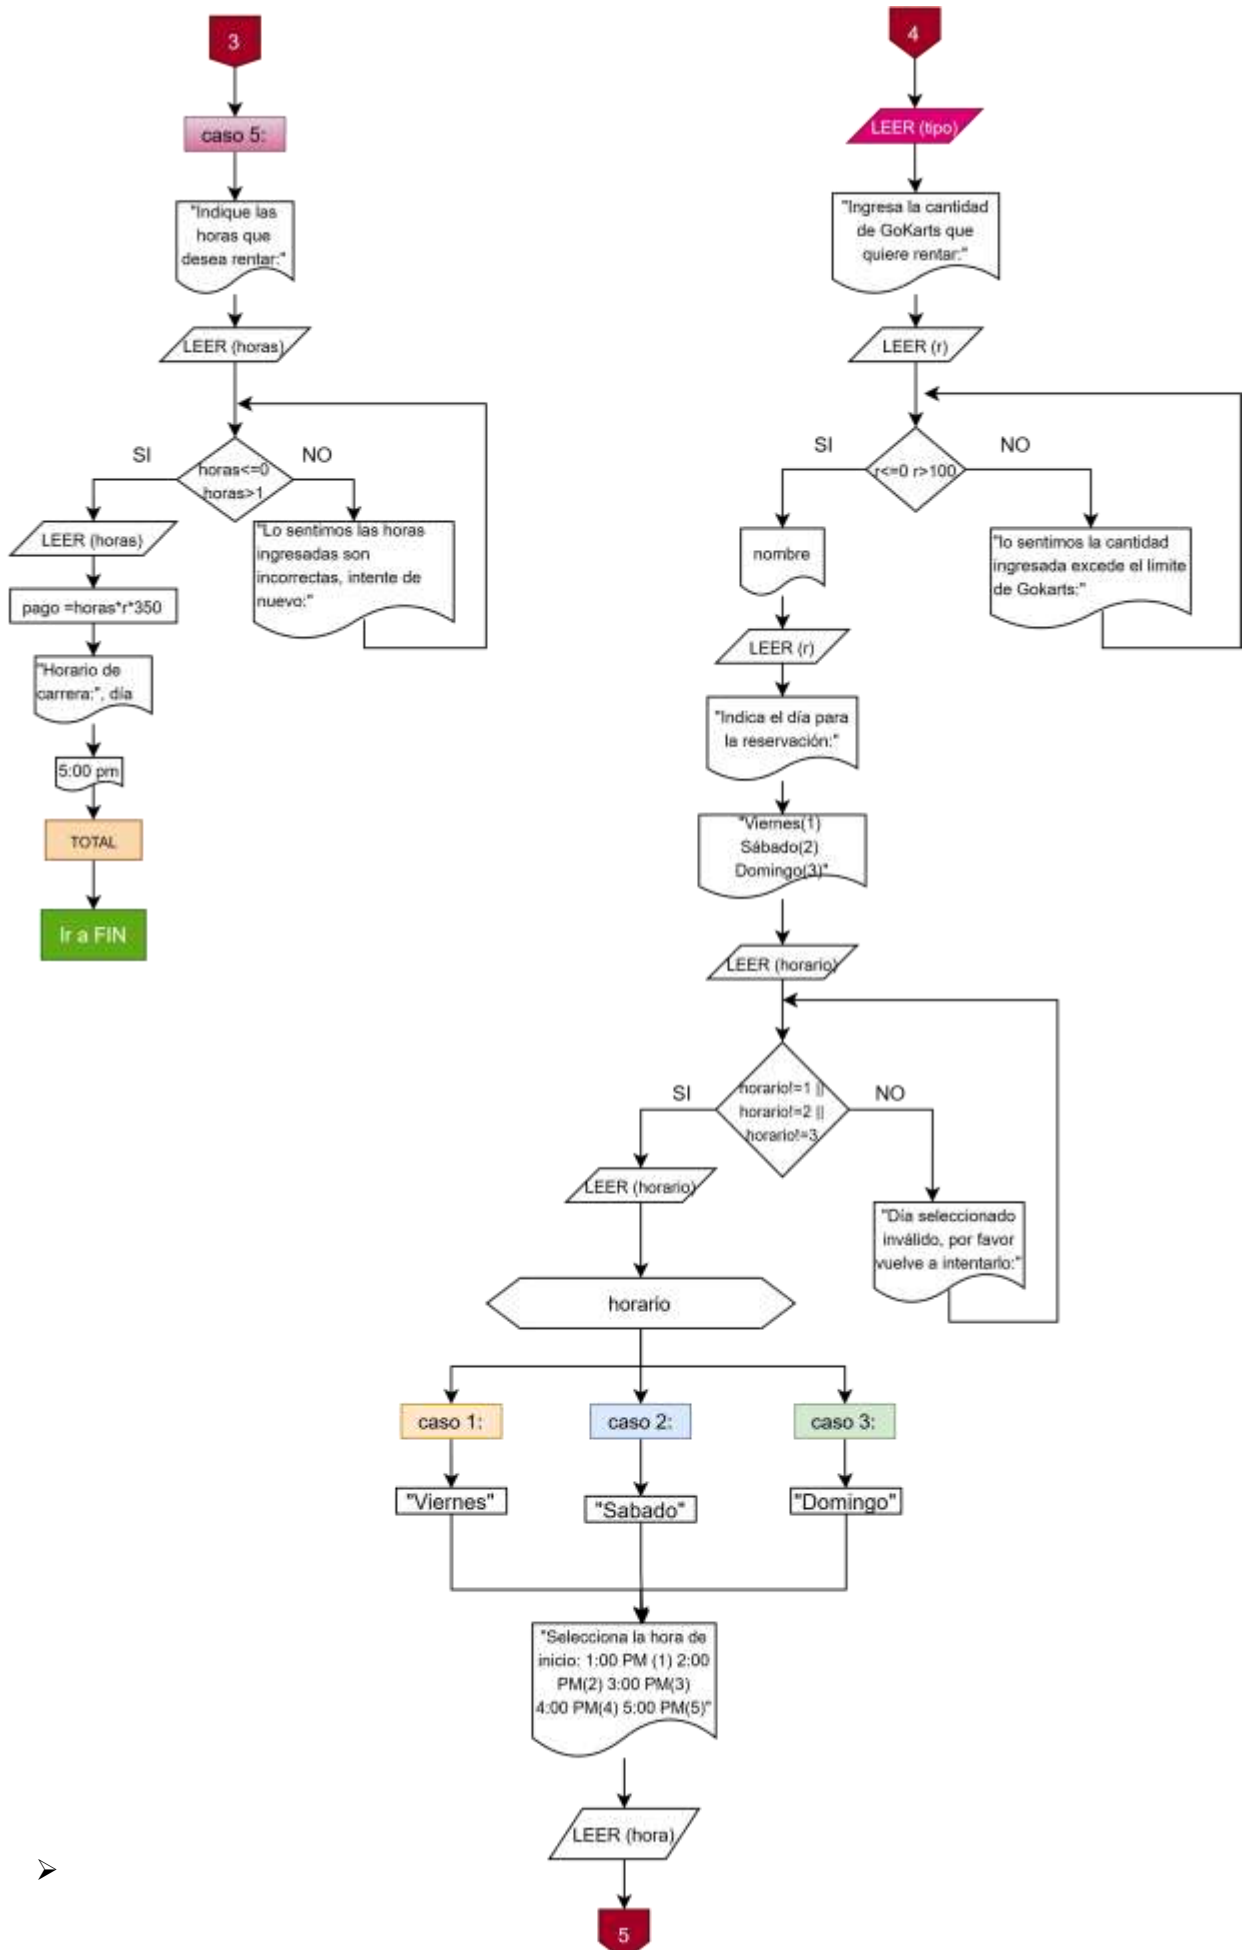 3
caso 5:
"Indique las
horas que
desea rentar:"
LEER (horas)
SI
NO
horas<=0
horas>1
LEER (horas)
"Lo sentimos las horas
ingresadas son
incorrectas, intente de
nuevo:"
pago =horas*r*350
"Horario de
carrera:", día
5:00 pm
TOTAL
Ir a FIN
4
LEER (tipo)
"Ingresa la cantidad
de GoKarts que
quiere rentar:"
LEER (r)
SI
NO
r<=0 r>100
nombre
"lo sentimos la cantidad
ingresada excede el limite
de Gokarts:"
LEER (r)
"Indica el día para
la reservación:"
"Viernes(1)
Sábado(2)
Domingo(3)"
LEER (horario)
SI
NO
horario!=1 ||
horario!=2 ||
horario!=3
LEER (horario)
"Día seleccionado
inválido, por favor
vuelve a intentarlo:"
horario
caso 1:
caso 2:
caso 3:
"Viernes"
"Sabado"
"Domingo"
"Selecciona la hora de
inicio: 1:00 PM (1) 2:00
PM(2) 3:00 PM(3)
4:00 PM(4) 5:00 PM(5)"
LEER (hora)
5